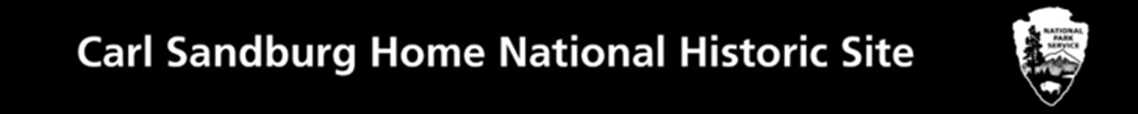 Carl Sandburg Home National Historic Site
NATIONAL
PARK
SERVICE